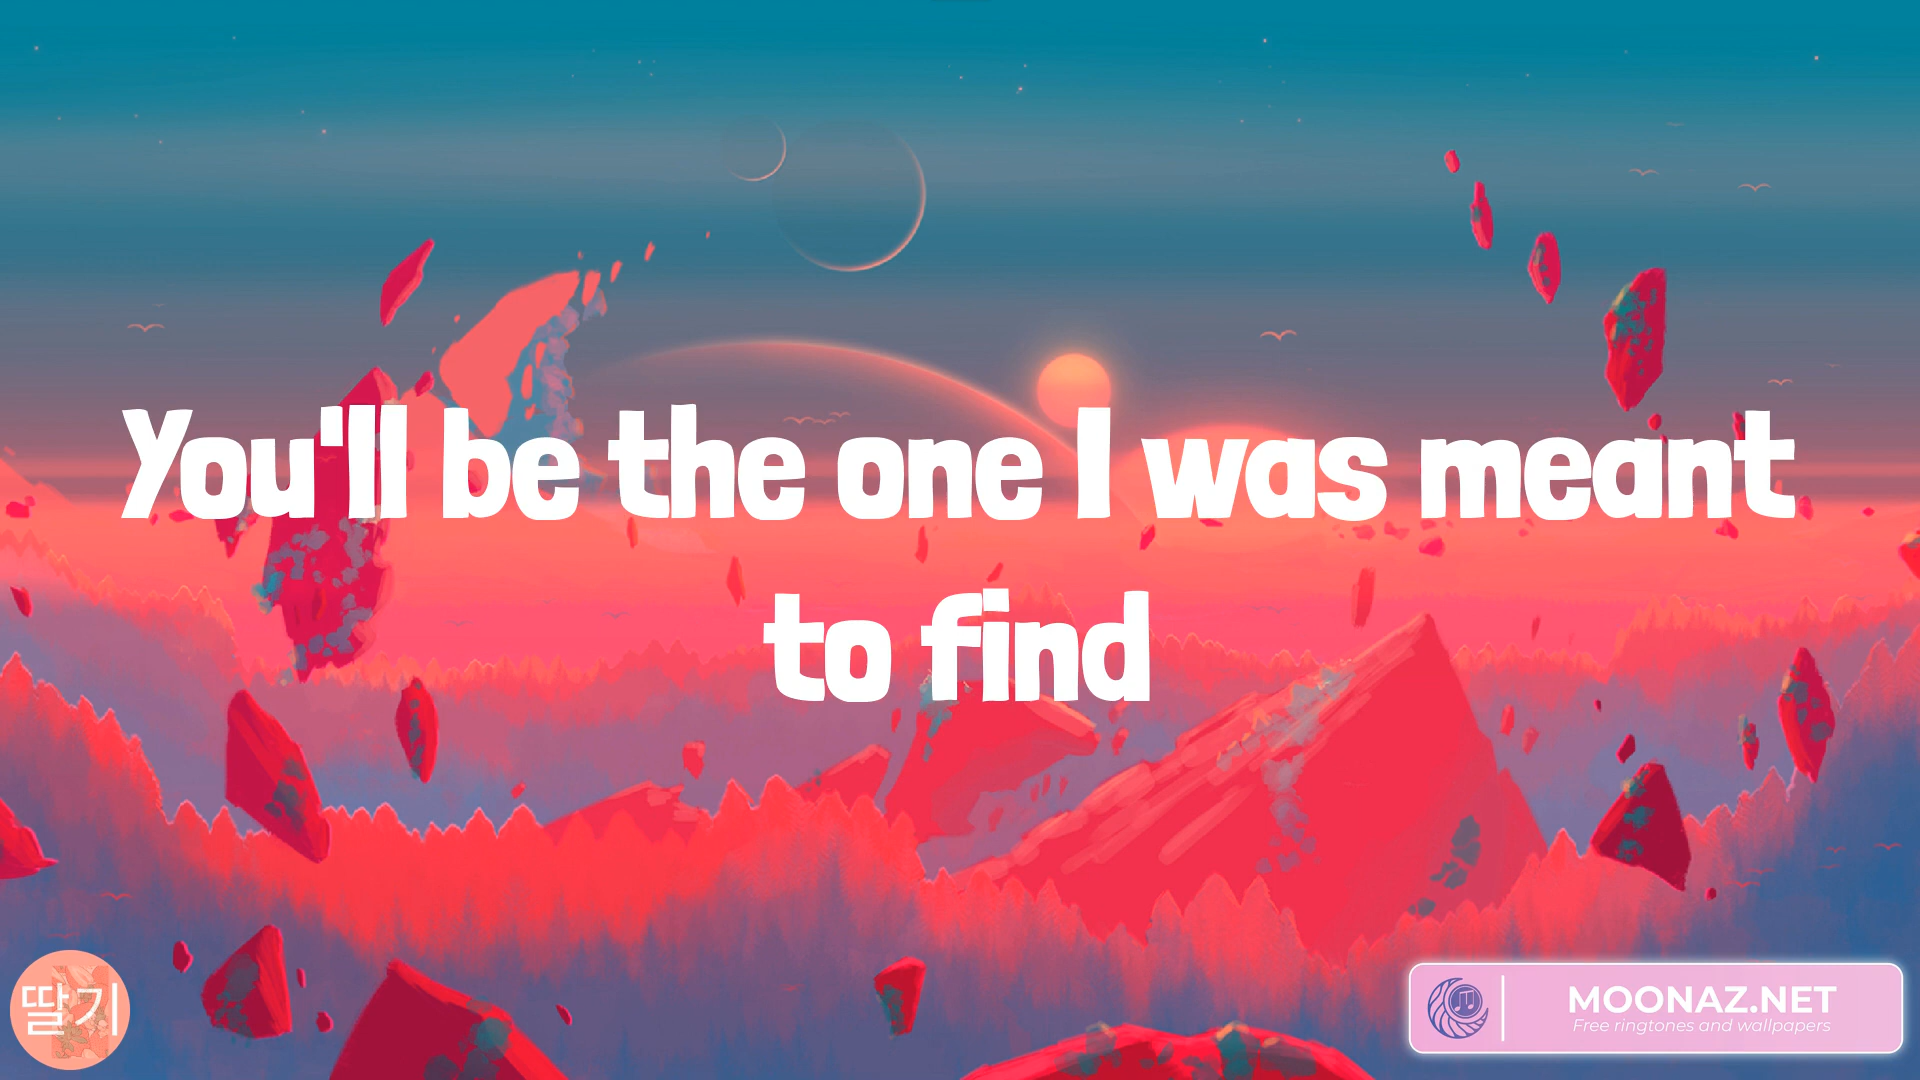 You'll be the one I was meant
to find
딸기
MOONAZ.NET
Free ringtones and wallpapers